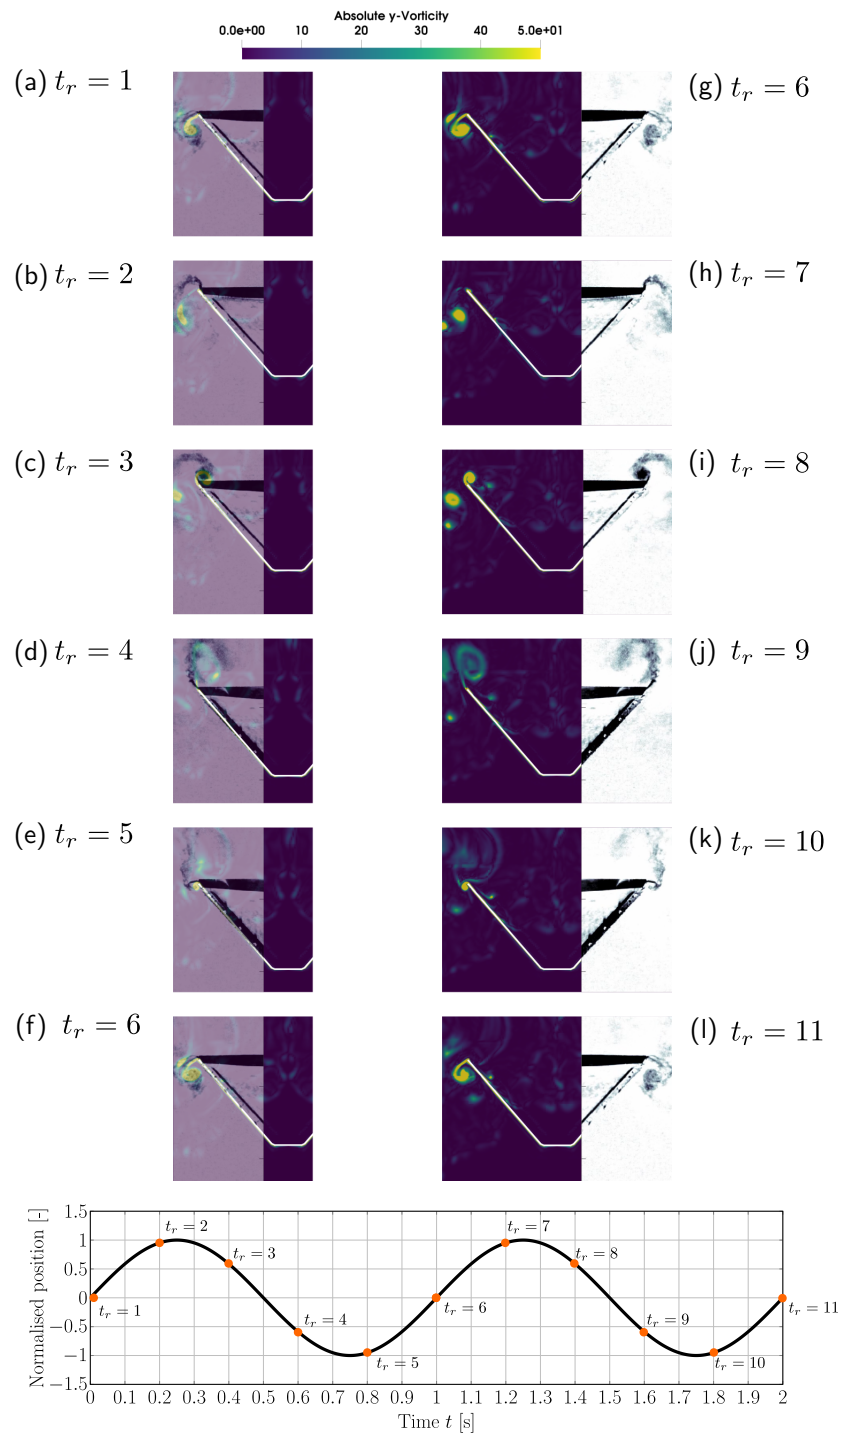 Absolute y-Vorticity
0.0e+00 10 20 30 40 5.0e+01
(a) t_r = 1
(g) t_r = 6
(b) t_r = 2
(h) t_r = 7
(c) t_r = 3
(i) t_r = 8
(d) t_r = 4
(j) t_r = 9
(e) t_r = 5
(k) t_r = 10
(f) t_r = 6
(l) t_r = 11
Normalised position [-]
1.5
1
0.5
0
−0.5
−1
−1.5
t_r = 1
t_r = 2
t_r = 3
t_r = 4
t_r = 5
t_r = 6
t_r = 7
t_r = 8
t_r = 9
t_r = 10
t_r = 11
0 0.1 0.2 0.3 0.4 0.5 0.6 0.7 0.8 0.9 1 1.1 1.2 1.3 1.4 1.5 1.6 1.7 1.8 1.9 2
Time t [s]